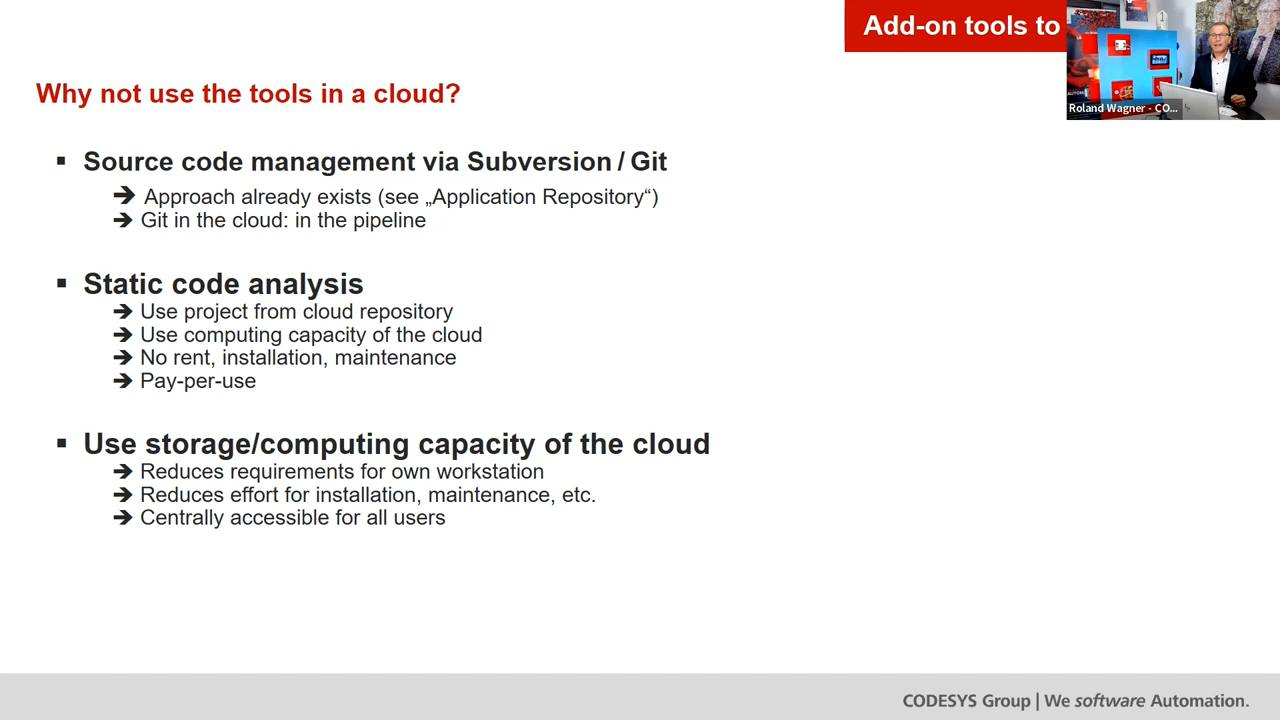 Add-on tools to
Roland Wagner - CO...
Why not use the tools in a cloud?
▪ Source code management via Subversion / Git
➔ Approach already exists (see „Application Repository“)
➔ Git in the cloud: in the pipeline
▪ Static code analysis
➔ Use project from cloud repository
➔ Use computing capacity of the cloud
➔ No rent, installation, maintenance
➔ Pay-per-use
▪ Use storage/computing capacity of the cloud
➔ Reduces requirements for own workstation
➔ Reduces effort for installation, maintenance, etc.
➔ Centrally accessible for all users
CODESYS Group | We software Automation.